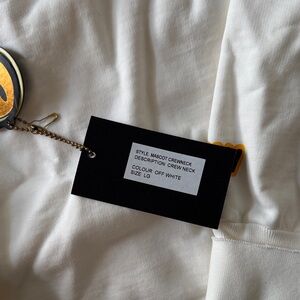 STYLE: MASCOT CREWNECK
DESCRIPTION: CREW NECK
COLOUR: OFF WHITE
SIZE: LG